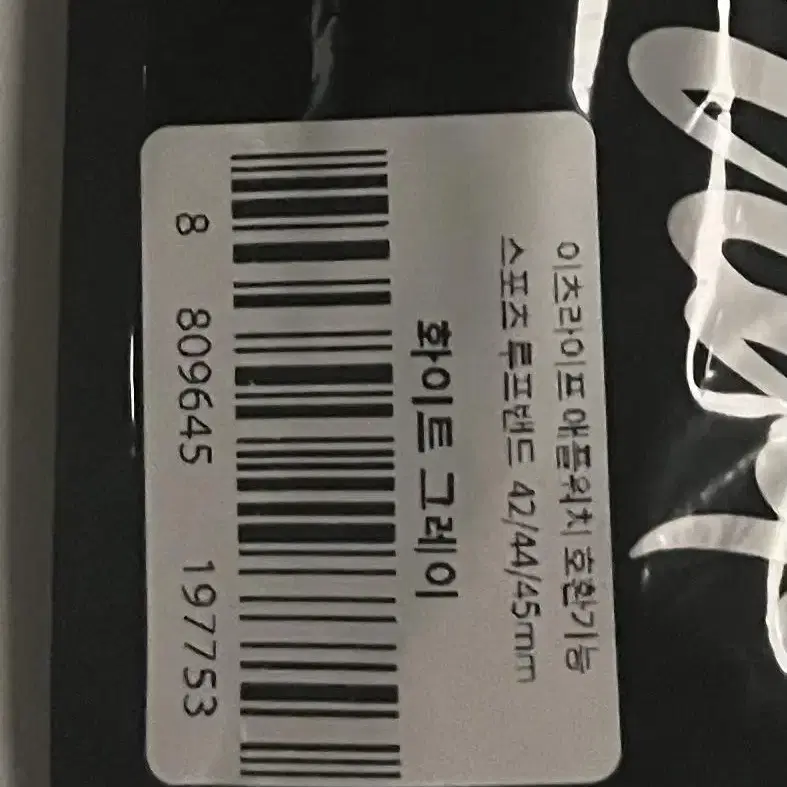 이츠라이프 애플워치 호환가능
스포츠 루프밴드 42/44/45mm
화이트 그레이
8 809645 197753